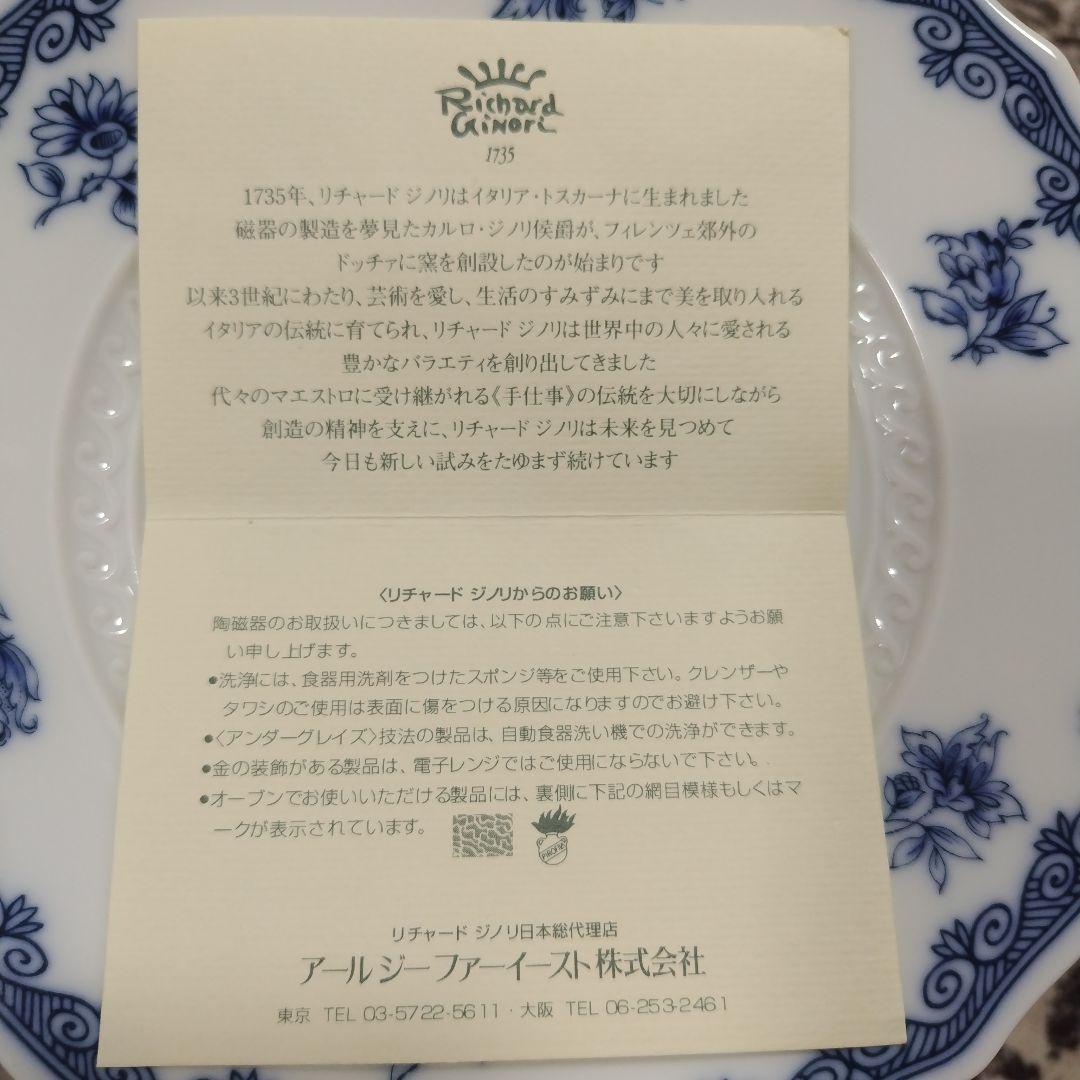 Richard
Ginori
1735
1735年、リチャード ジノリはイタリア・トスカーナに生まれました
磁器の製造を夢見たカルロ・ジノリ侯爵が、フィレンツェ郊外の
ドッチァに窯を創設したのが始まりです
以来3世紀にわたり、芸術を愛し、生活のすみずみにまで美を取り入れる
イタリアの伝統に育てられ、リチャード ジノリは世界中の人々に愛される
豊かなバラエティを創り出してきました
代々のマエストロに受け継がれる《手仕事》の伝統を大切にしながら
創造の精神を支えに、リチャード ジノリは未来を見つめて
今日も新しい試みをたゆまず続けています
〈リチャード ジノリからのお願い〉
陶磁器のお取扱いにつきましては、以下の点にご注意下さいますようお願
い申し上げます。
●洗浄には、食器用洗剤をつけたスポンジ等をご使用下さい。クレンザーや
タワシのご使用は表面に傷をつける原因になりますのでお避け下さい。
●〈アンダーグレイズ〉技法の製品は、自動食器洗い機での洗浄ができます。
●金の装飾がある製品は、電子レンジではご使用にならないで下さい。
●オーブンでお使いいただける製品には、裏側に下記の網目模様もしくはマ
ークが表示されています。
リチャード ジノリ日本総代理店
アールジーファーイースト株式会社
東京 TEL 03-5722-5611・大阪 TEL 06-253-2461